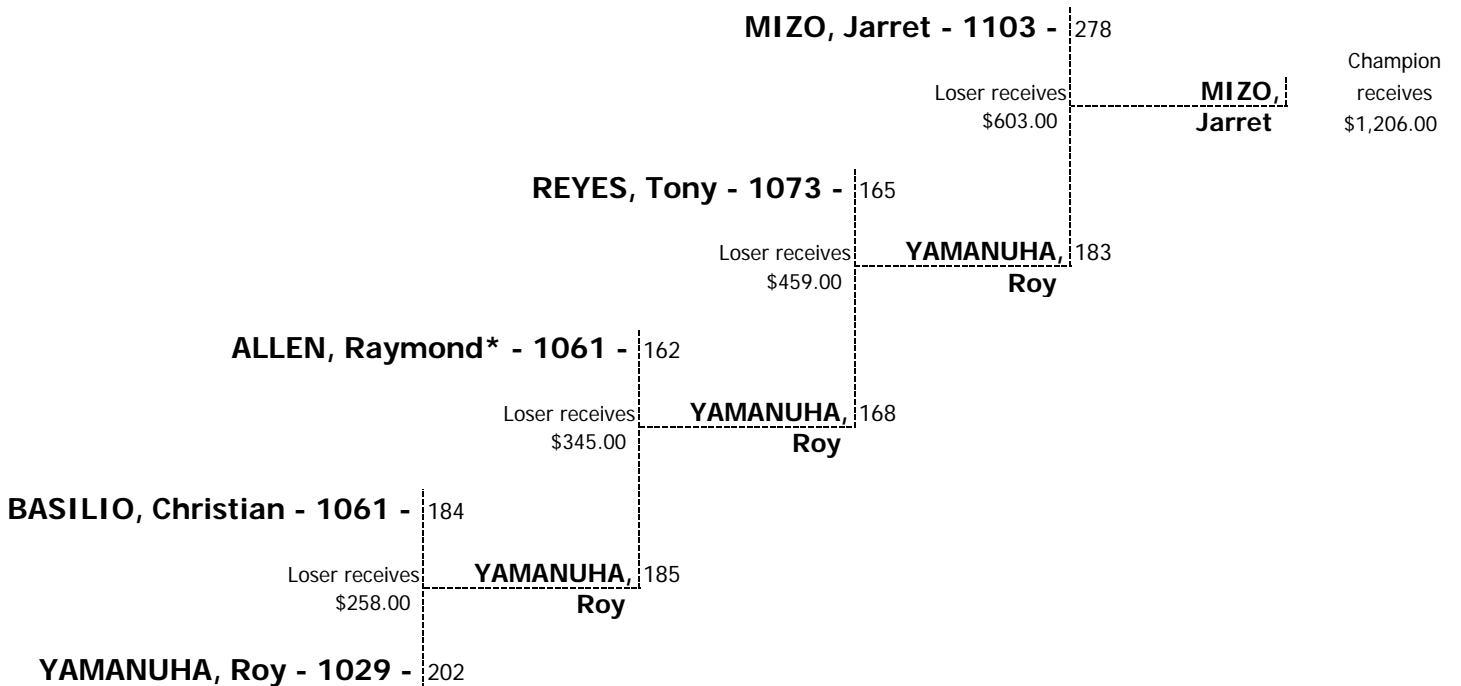 MIZO, Jarret - 1103 - 278
Champion
Loser receives MIZO, receives
$603.00 Jarret $1,206.00
REYES, Tony - 1073 - 165
Loser receives YAMANUHA, 183
$459.00 Roy
ALLEN, Raymond* - 1061 - 162
Loser receives YAMANUHA, 168
$345.00 Roy
BASILIO, Christian - 1061 - 184
Loser receives YAMANUHA, 185
$258.00 Roy
YAMANUHA, Roy - 1029 - 202